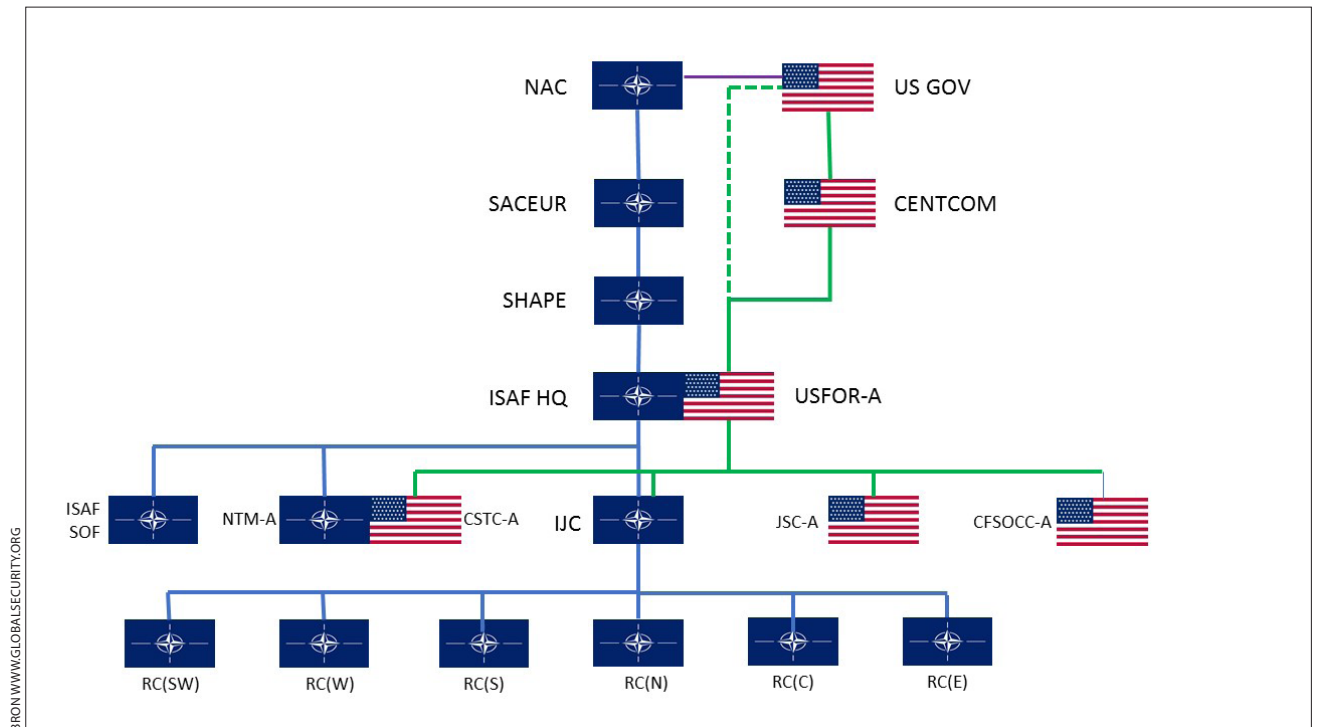 NAC
US GOV
SACEUR
CENTCOM
SHAPE
ISAF HQ
USFOR-A
ISAF
SOF
NTM-A
CSTC-A
IJC
JSC-A
CFSOCC-A
RC(SW)
RC(W)
RC(S)
RC(N)
RC(C)
RC(E)
BRON WWW.GLOBALSECURITY.ORG